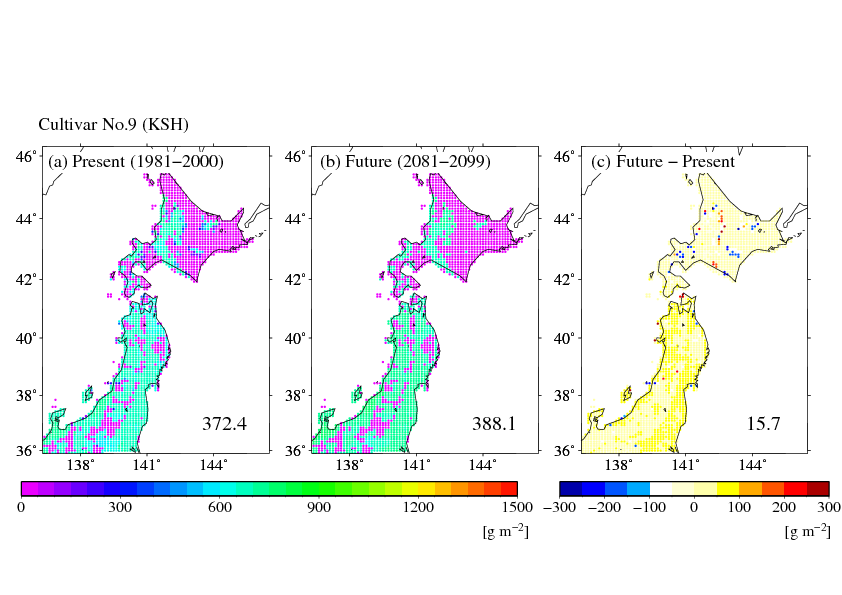 Cultivar No.9 (KSH)
(a) Present (1981−2000)
(b) Future (2081−2099)
(c) Future − Present
46° 44° 42° 40° 38° 36°
46° 44° 42° 40° 38° 36°
46° 44° 42° 40° 38° 36°
372.4
388.1
15.7
138° 141° 144°
138° 141° 144°
138° 141° 144°
0 300 600 900 1200 1500
−300 −200 −100 0 100 200 300
[g m⁻²]
[g m⁻²]